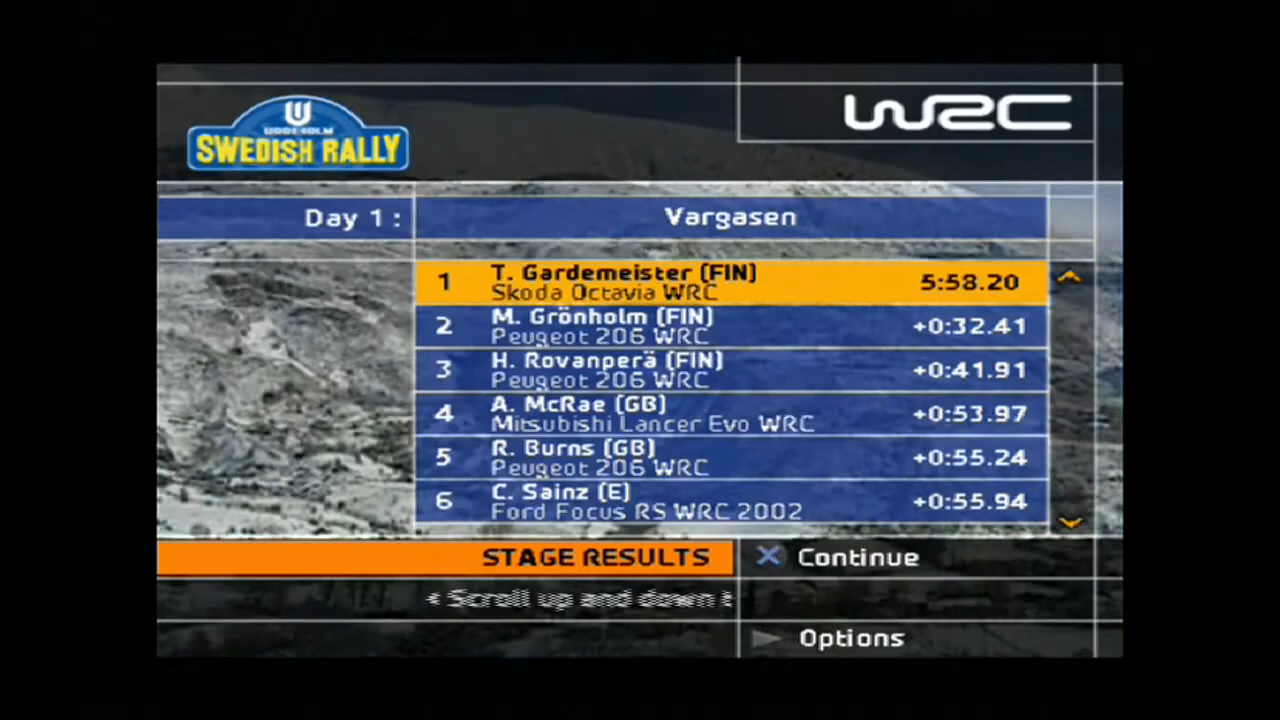 UDDEHOLM
SWEDISH RALLY
WRC
Day 1 :
Vargasen
1
T. Gardemeister (FIN)
Skoda Octavia WRC
5:58.20
2
M. Grönholm (FIN)
Peugeot 206 WRC
+0:32.41
3
H. Rovanperä (FIN)
Peugeot 206 WRC
+0:41.91
4
A. McRae (GB)
Mitsubishi Lancer Evo WRC
+0:53.97
5
R. Burns (GB)
Peugeot 206 WRC
+0:55.24
6
C. Sainz (E)
Ford Focus RS WRC 2002
+0:55.94
STAGE RESULTS
Continue
Scroll up and down
Options